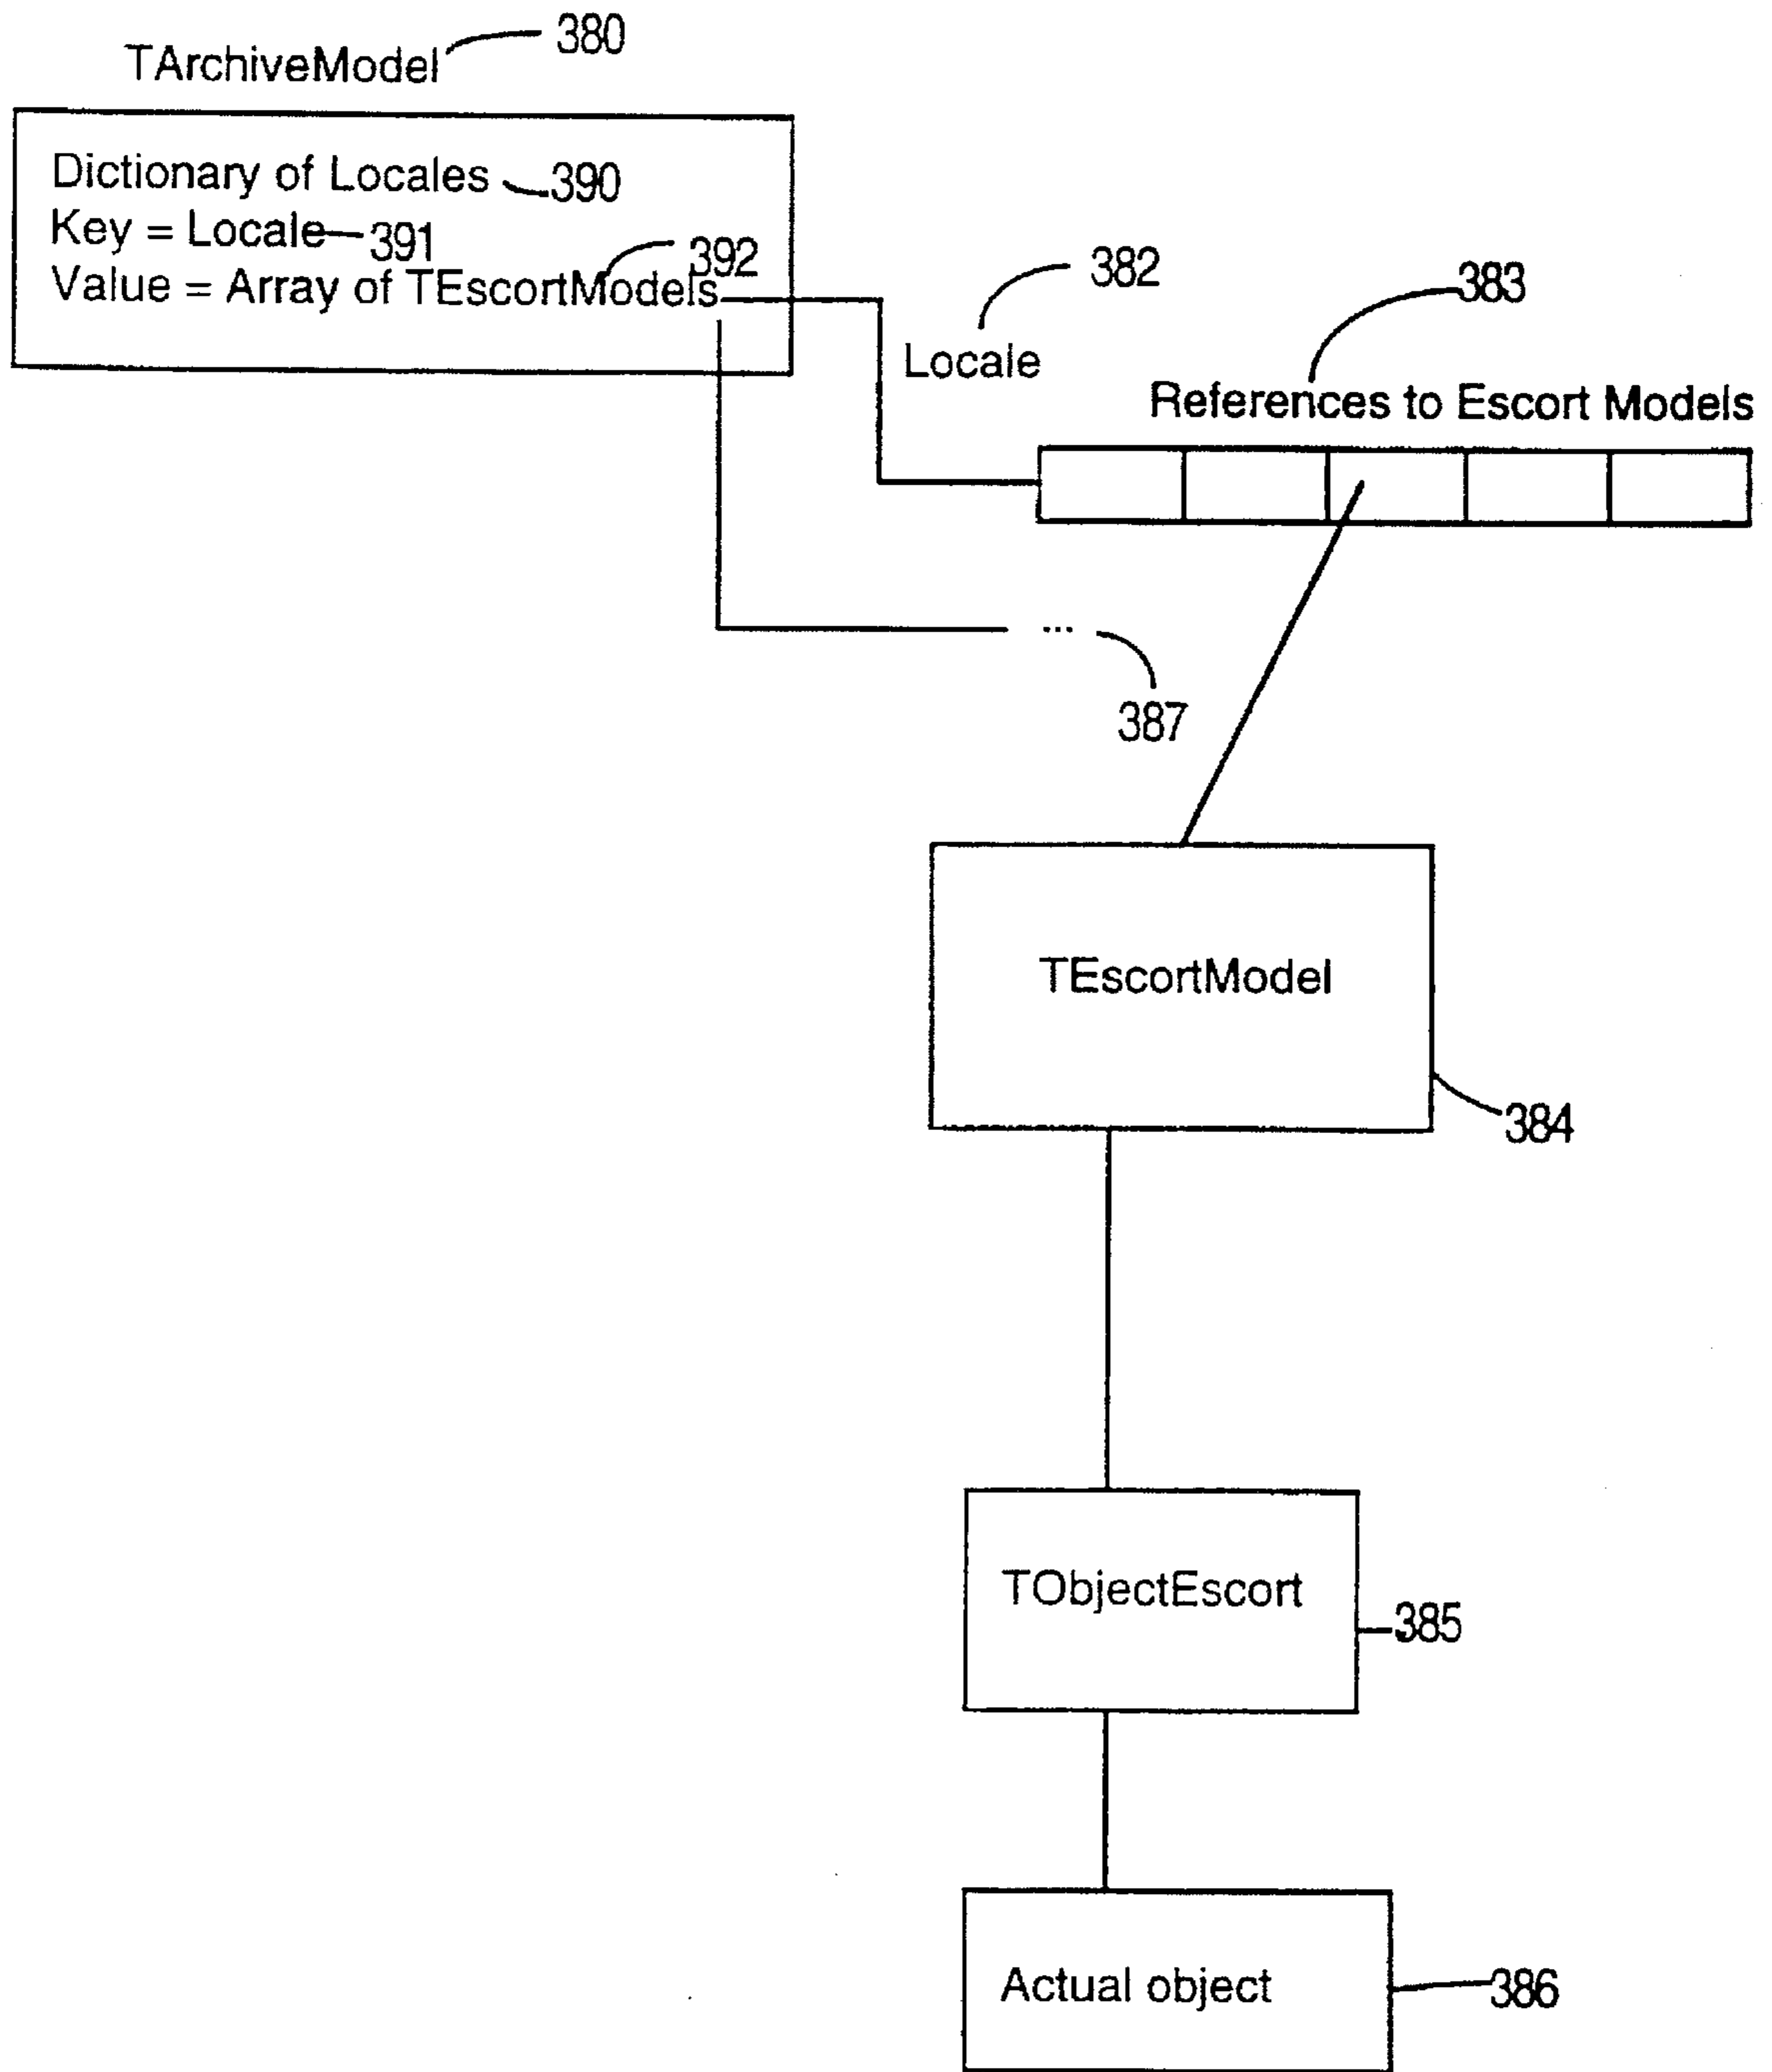 TArchiveModel 380
Dictionary of Locales 390
Key = Locale 391
Value = Array of TEscortModels 392
382
Locale
383
References to Escort Models
...
387
TEscortModel
384
TObjectEscort
385
Actual object
386